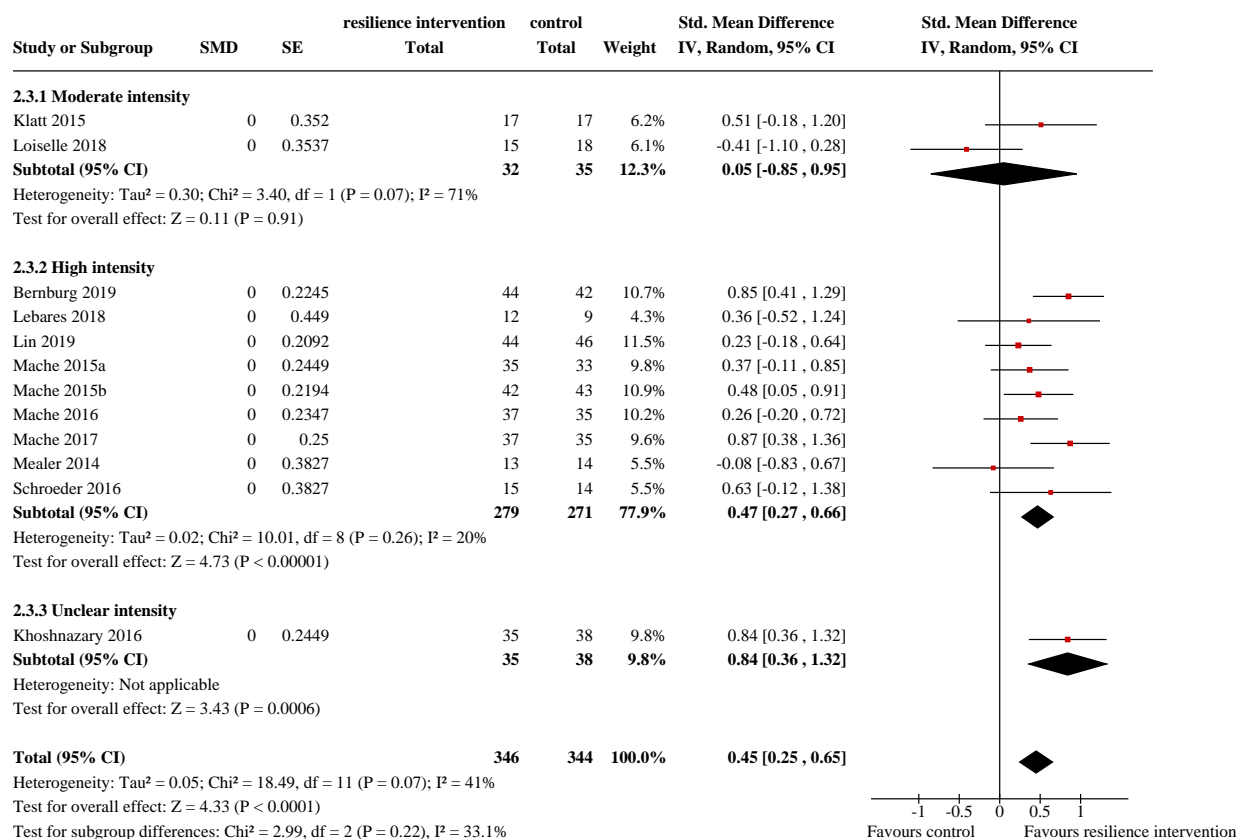 resilience intervention control Std. Mean Difference Std. Mean Difference
Study or Subgroup SMD SE Total Total Weight IV, Random, 95% CI IV, Random, 95% CI
2.3.1 Moderate intensity
Klatt 2015 0 0.352 17 17 6.2% 0.51 [-0.18 , 1.20]
Loiselle 2018 0 0.3537 15 18 6.1% -0.41 [-1.10 , 0.28]
Subtotal (95% CI) 32 35 12.3% 0.05 [-0.85 , 0.95]
Heterogeneity: Tau² = 0.30; Chi² = 3.40, df = 1 (P = 0.07); I² = 71%
Test for overall effect: Z = 0.11 (P = 0.91)
2.3.2 High intensity
Bernburg 2019 0 0.2245 44 42 10.7% 0.85 [0.41 , 1.29]
Lebares 2018 0 0.449 12 9 4.3% 0.36 [-0.52 , 1.24]
Lin 2019 0 0.2092 44 46 11.5% 0.23 [-0.18 , 0.64]
Mache 2015a 0 0.2449 35 33 9.8% 0.37 [-0.11 , 0.85]
Mache 2015b 0 0.2194 42 43 10.9% 0.48 [0.05 , 0.91]
Mache 2016 0 0.2347 37 35 10.2% 0.26 [-0.20 , 0.72]
Mache 2017 0 0.25 37 35 9.6% 0.87 [0.38 , 1.36]
Mealer 2014 0 0.3827 13 14 5.5% -0.08 [-0.83 , 0.67]
Schroeder 2016 0 0.3827 15 14 5.5% 0.63 [-0.12 , 1.38]
Subtotal (95% CI) 279 271 77.9% 0.47 [0.27 , 0.66]
Heterogeneity: Tau² = 0.02; Chi² = 10.01, df = 8 (P = 0.26); I² = 20%
Test for overall effect: Z = 4.73 (P < 0.00001)
2.3.3 Unclear intensity
Khoshnazary 2016 0 0.2449 35 38 9.8% 0.84 [0.36 , 1.32]
Subtotal (95% CI) 35 38 9.8% 0.84 [0.36 , 1.32]
Heterogeneity: Not applicable
Test for overall effect: Z = 3.43 (P = 0.0006)
Total (95% CI) 346 344 100.0% 0.45 [0.25 , 0.65]
Heterogeneity: Tau² = 0.05; Chi² = 18.49, df = 11 (P = 0.07); I² = 41%
Test for overall effect: Z = 4.33 (P < 0.0001)
-1 -0.5 0 0.5 1
Test for subgroup differences: Chi² = 2.99, df = 2 (P = 0.22), I² = 33.1% Favours control Favours resilience intervention